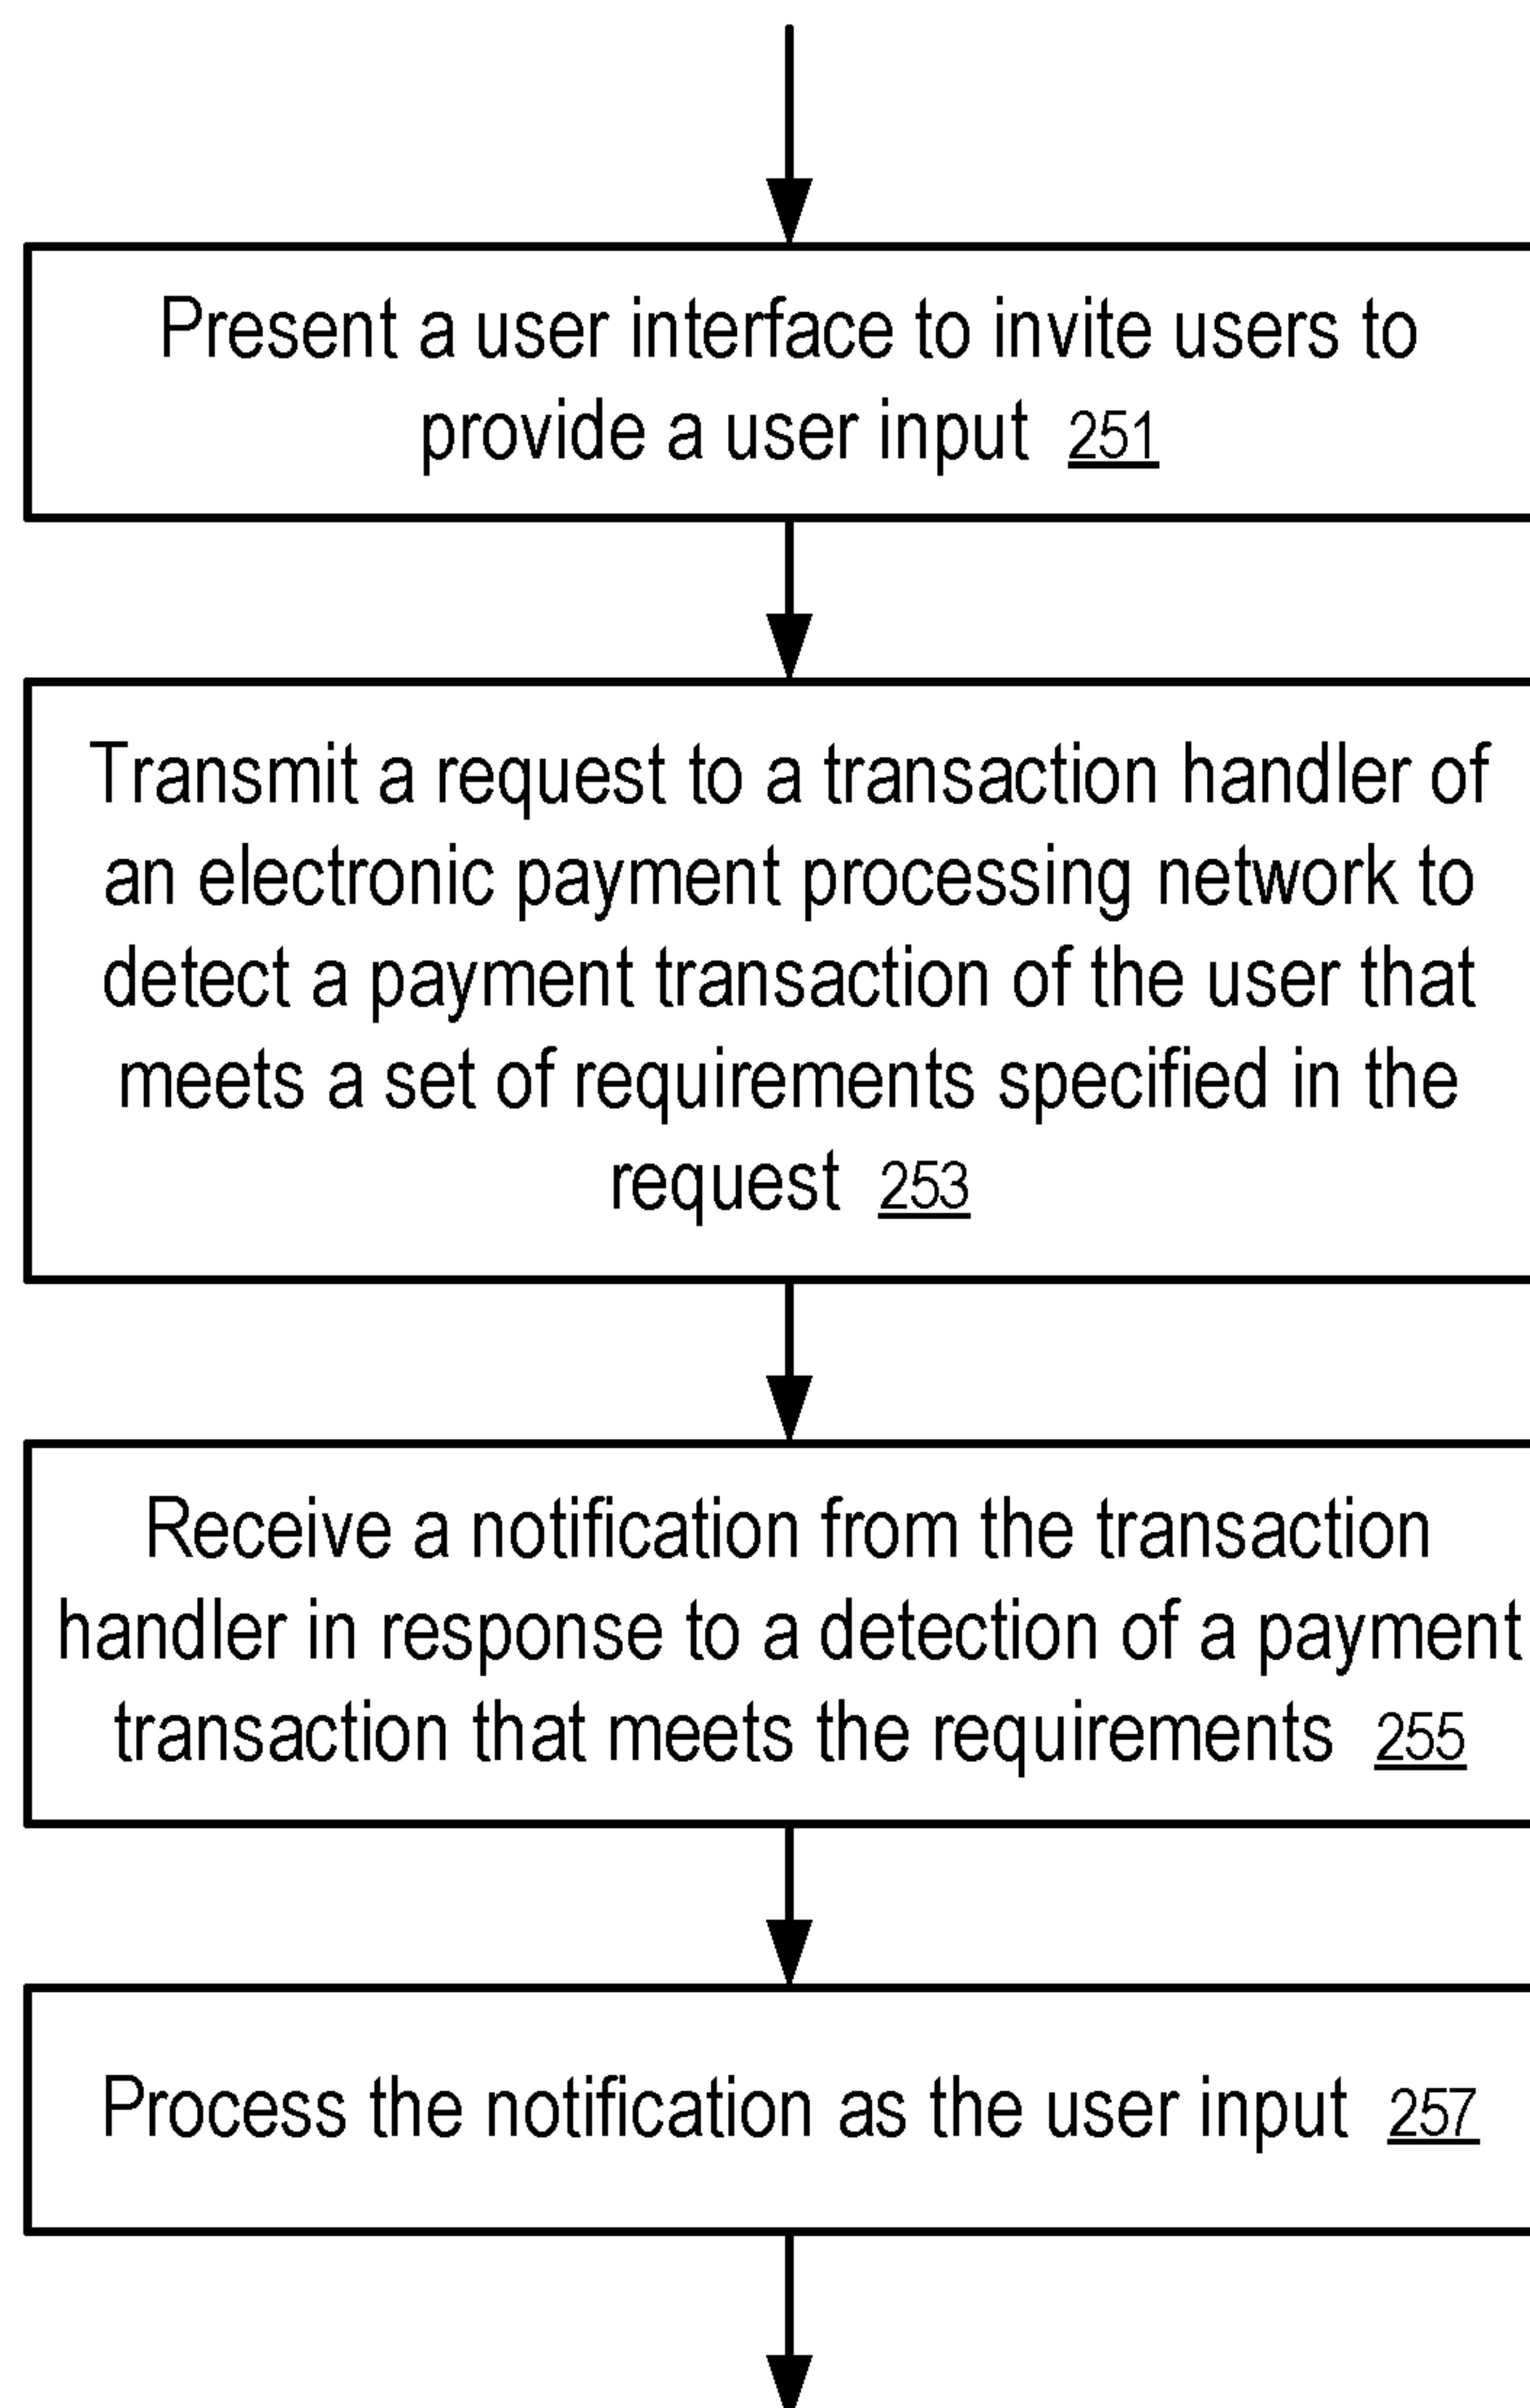 Present a user interface to invite users to
provide a user input 251
Transmit a request to a transaction handler of
an electronic payment processing network to
detect a payment transaction of the user that
meets a set of requirements specified in the
request 253
Receive a notification from the transaction
handler in response to a detection of a payment
transaction that meets the requirements 255
Process the notification as the user input 257